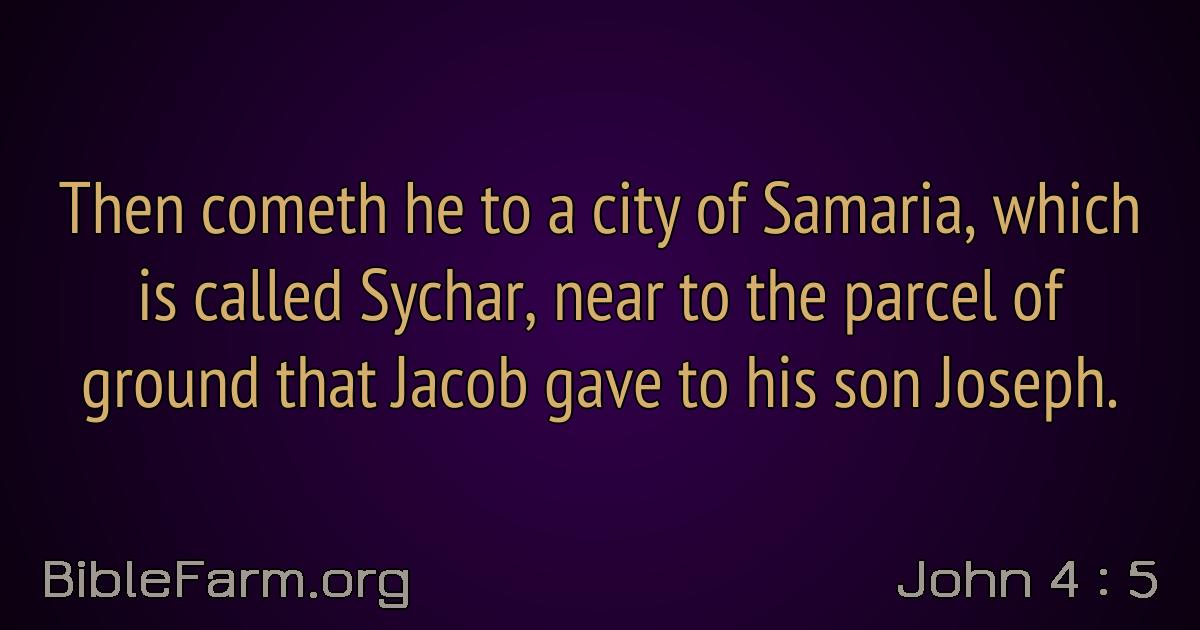 Then cometh he to a city of Samaria, which
is called Sychar, near to the parcel of
ground that Jacob gave to his son Joseph.
BibleFarm.org
John 4 : 5